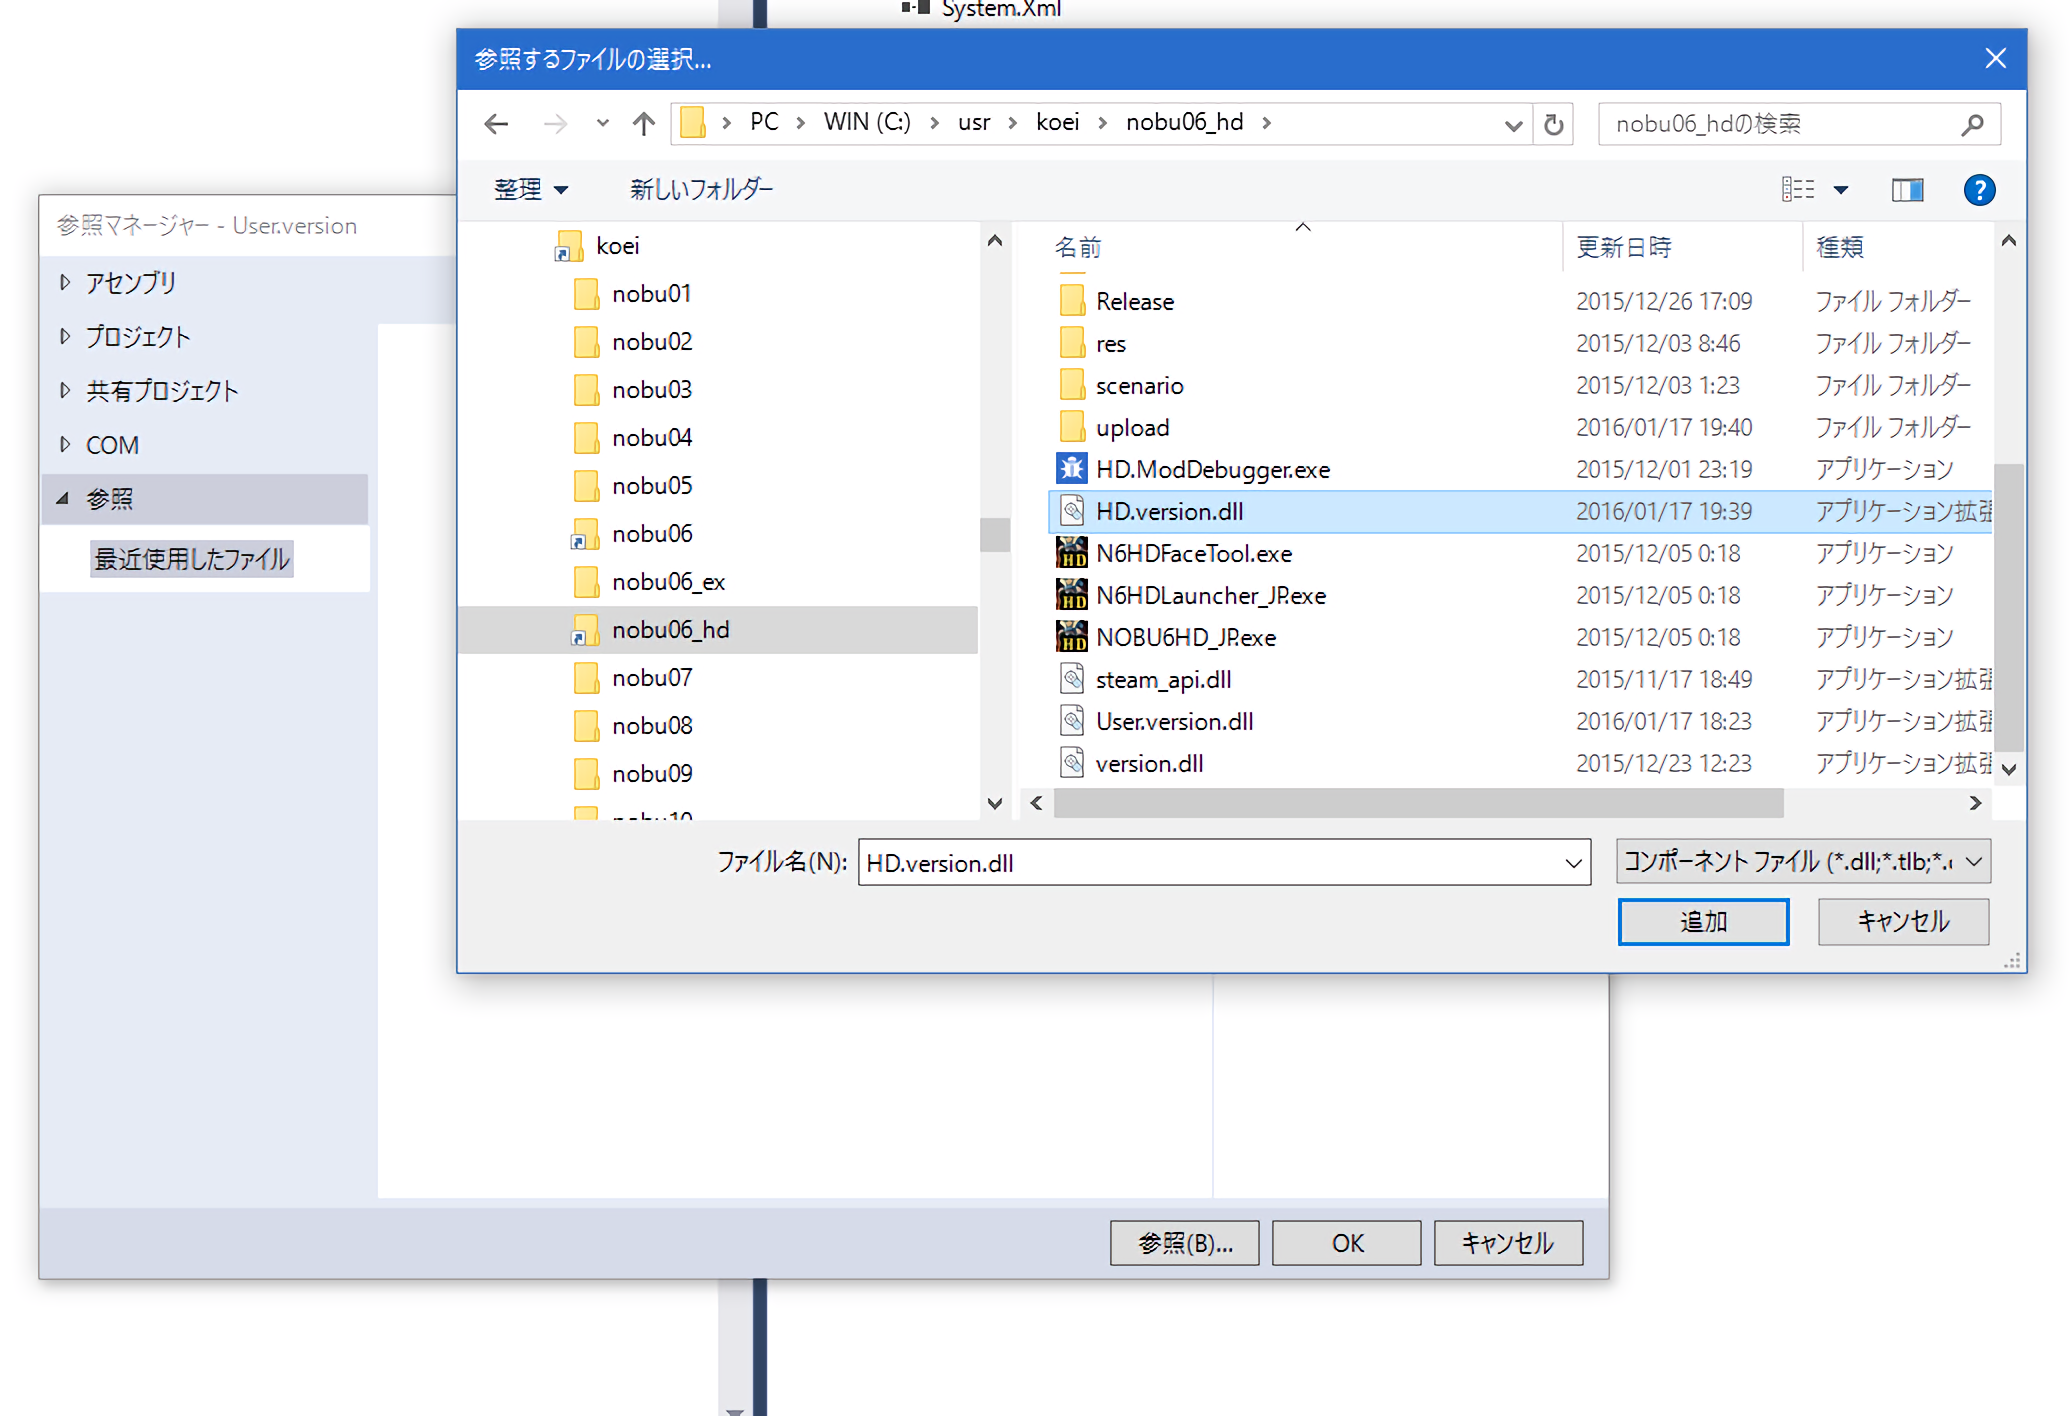 System.Xml
参照するファイルの選択...
PC > WIN (C:) > usr > koei > nobu06_hd >
nobu06_hdの検索
整理
新しいフォルダー
?
参照マネージャー - User.version
アセンブリ
プロジェクト
共有プロジェクト
COM
参照
最近使用したファイル
koei
nobu01
nobu02
nobu03
nobu04
nobu05
nobu06
nobu06_ex
nobu06_hd
nobu07
nobu08
nobu09
nobu10
名前 更新日時 種類
Release 2015/12/26 17:09 ファイル フォルダー
res 2015/12/03 8:46 ファイル フォルダー
scenario 2015/12/03 1:23 ファイル フォルダー
upload 2016/01/17 19:40 ファイル フォルダー
HD.ModDebugger.exe 2015/12/01 23:19 アプリケーション
HD.version.dll 2016/01/17 19:39 アプリケーション拡張
N6HDFaceTool.exe 2015/12/05 0:18 アプリケーション
N6HDLauncher_JP.exe 2015/12/05 0:18 アプリケーション
NOBU6HD_JP.exe 2015/12/05 0:18 アプリケーション
steam_api.dll 2015/11/17 18:49 アプリケーション拡張
User.version.dll 2016/01/17 18:23 アプリケーション拡張
version.dll 2015/12/23 12:23 アプリケーション拡張
ファイル名(N): HD.version.dll
コンポーネント ファイル (*.dll;*.tlb;*.
追加
キャンセル
参照(B)...
OK
キャンセル